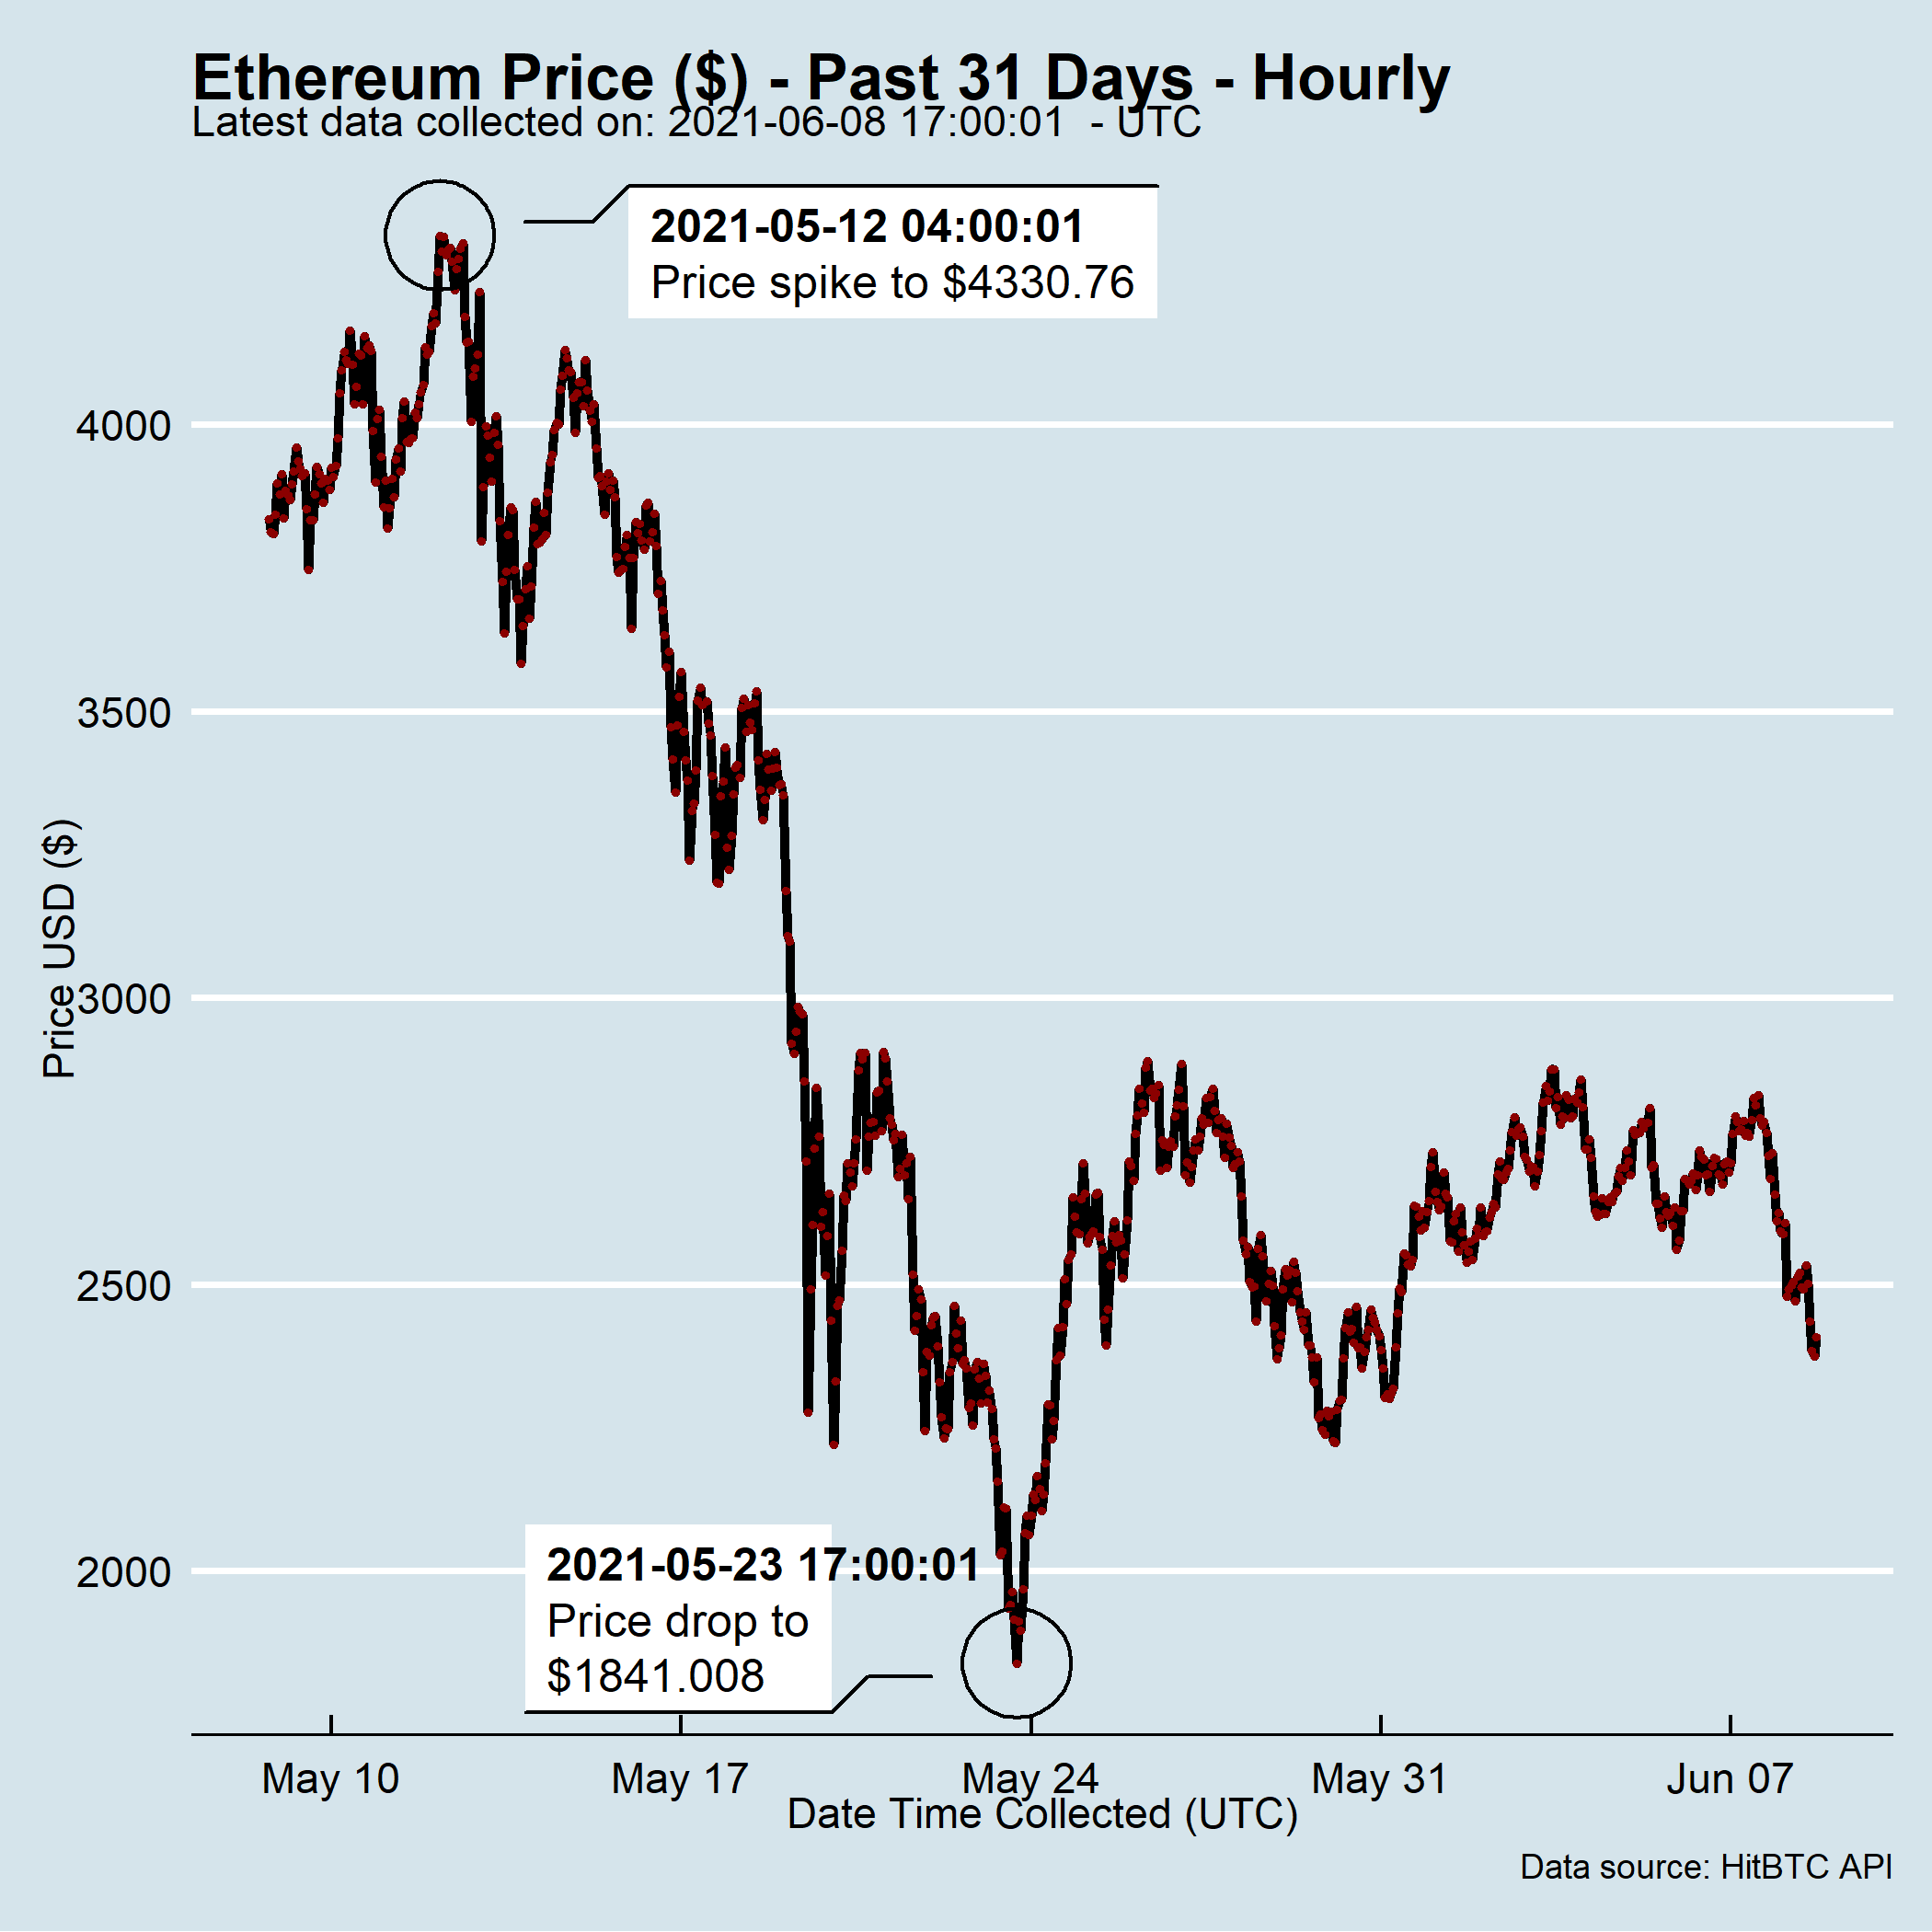 Ethereum Price ($) - Past 31 Days - Hourly
Latest data collected on: 2021-06-08 17:00:01  - UTC
2021-05-12 04:00:01
Price spike to $4330.76
4000
3500
3000
2500
2000
Price USD ($)
2021-05-23 17:00:01
Price drop to
$1841.008
May 10
May 17
May 24
May 31
Jun 07
Date Time Collected (UTC)
Data source: HitBTC API